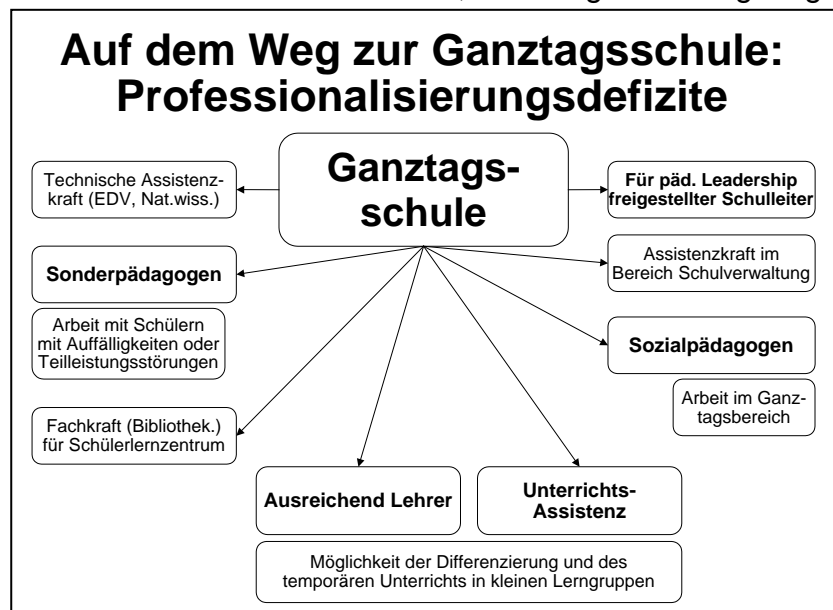 Auf dem Weg zur Ganztagsschule:
Professionalisierungsdefizite
Ganztags-
schule
Technische Assistenz-
kraft (EDV, Nat.wiss.)
Für päd. Leadership
freigestellter Schulleiter
Sonderpädagogen
Assistenzkraft im
Bereich Schulverwaltung
Arbeit mit Schülern
mit Auffälligkeiten oder
Teilleistungsstörungen
Sozialpädagogen
Arbeit im Ganz-
tagsbereich
Fachkraft (Bibliothek.)
für Schülerlernzentrum
Ausreichend Lehrer
Unterrichts-
Assistenz
Möglichkeit der Differenzierung und des
temporären Unterrichts in kleinen Lerngruppen